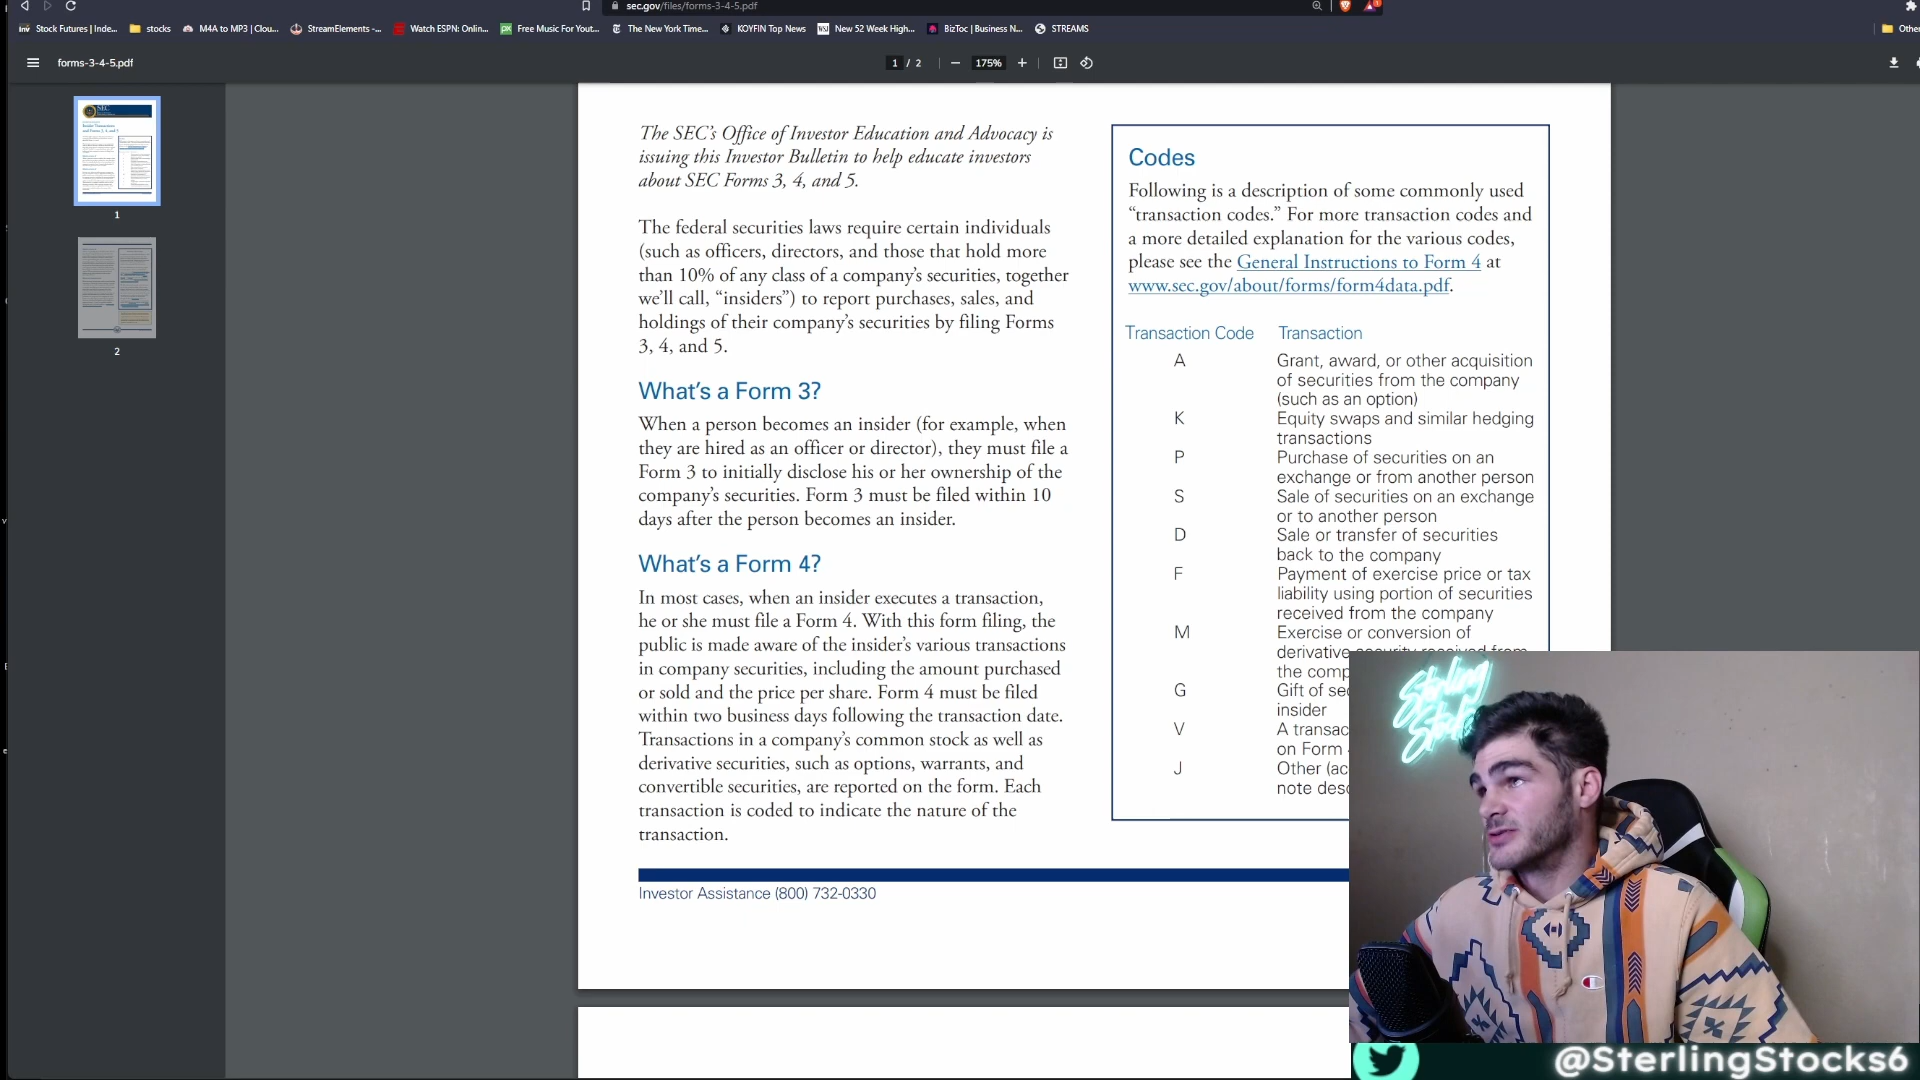 sec.gov/files/forms-3-4-5.pdf
Stock Futures | Inde... stocks M4A to MP3 | Clou... StreamElements -... Watch ESPN: Onlin... Free Music For Yout... The New York Time... KOYFIN Top News New 52 Week High... BizToc | Business N... STREAMS Other
forms-3-4-5.pdf 1 / 2 175%
1
2
The SEC's Office of Investor Education and Advocacy is
issuing this Investor Bulletin to help educate investors
about SEC Forms 3, 4, and 5.
The federal securities laws require certain individuals
(such as officers, directors, and those that hold more
than 10% of any class of a company's securities, together
we'll call, “insiders”) to report purchases, sales, and
holdings of their company's securities by filing Forms
3, 4, and 5.
What's a Form 3?
When a person becomes an insider (for example, when
they are hired as an officer or director), they must file a
Form 3 to initially disclose his or her ownership of the
company's securities. Form 3 must be filed within 10
days after the person becomes an insider.
What's a Form 4?
In most cases, when an insider executes a transaction,
he or she must file a Form 4. With this form filing, the
public is made aware of the insider's various transactions
in company securities, including the amount purchased
or sold and the price per share. Form 4 must be filed
within two business days following the transaction date.
Transactions in a company's common stock as well as
derivative securities, such as options, warrants, and
convertible securities, are reported on the form. Each
transaction is coded to indicate the nature of the
transaction.
Investor Assistance (800) 732-0330
Codes
Following is a description of some commonly used
“transaction codes.” For more transaction codes and
a more detailed explanation for the various codes,
please see the General Instructions to Form 4 at
www.sec.gov/about/forms/form4data.pdf.
Transaction Code Transaction
A Grant, award, or other acquisition
of securities from the company
(such as an option)
K Equity swaps and similar hedging
transactions
P Purchase of securities on an
exchange or from another person
S Sale of securities on an exchange
or to another person
D Sale or transfer of securities
back to the company
F Payment of exercise price or tax
liability using portion of securities
received from the company
M Exercise or conversion of
derivative security received from
the comp
G Gift of sec
insider
V A transac
on Form
J Other (ac
note desc
Sterling
@SterlingStocks6